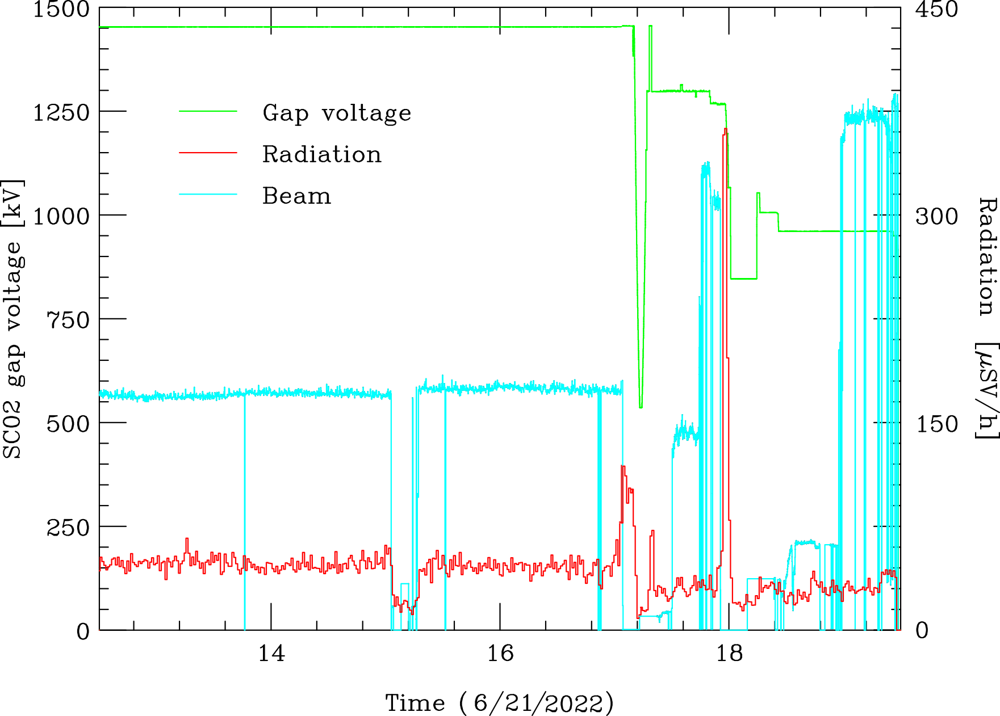 1500
1250
1000
750
500
250
0
SC02 gap voltage [kV]
Gap voltage
Radiation
Beam
450
300
150
0
Radiation [μSV/h]
14 16 18
Time (6/21/2022)